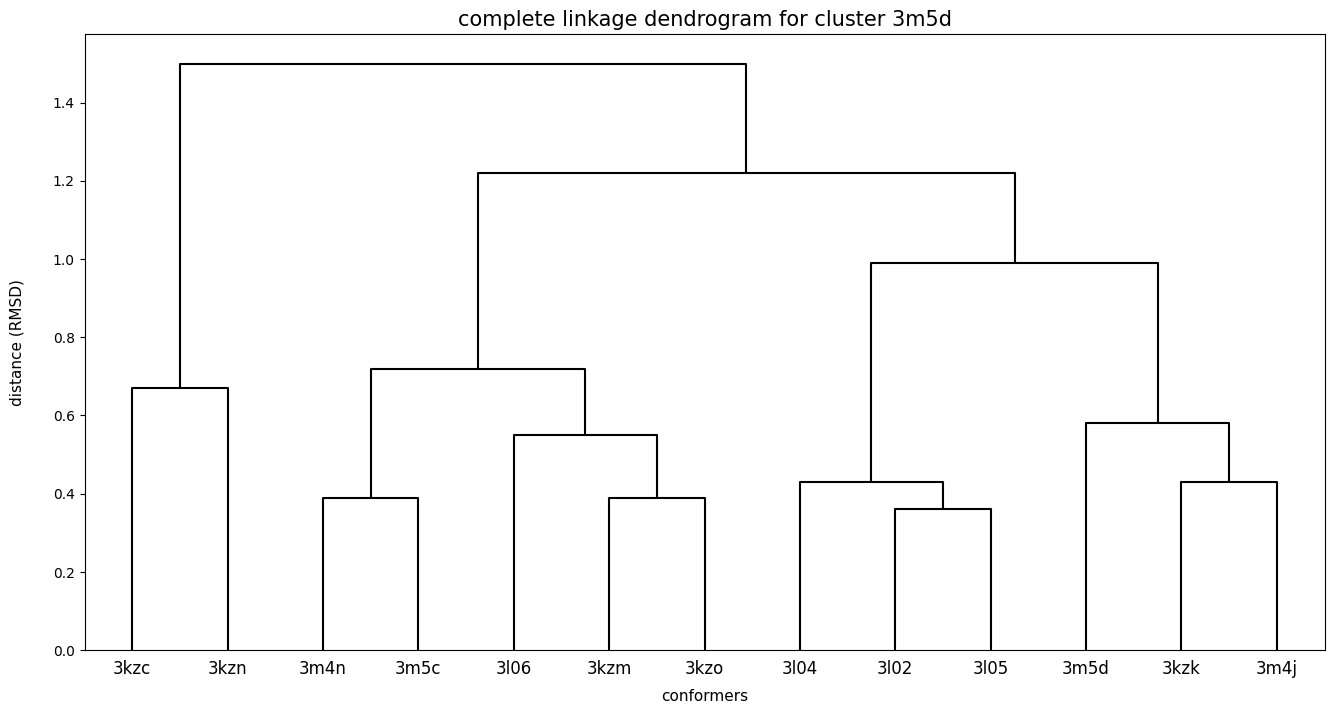 complete linkage dendrogram for cluster 3m5d
distance (RMSD)
1.4
1.2
1.0
0.8
0.6
0.4
0.2
0.0
3kzc 3kzn 3m4n 3m5c 3l06 3kzm 3kzo 3l04 3l02 3l05 3m5d 3kzk 3m4j
conformers